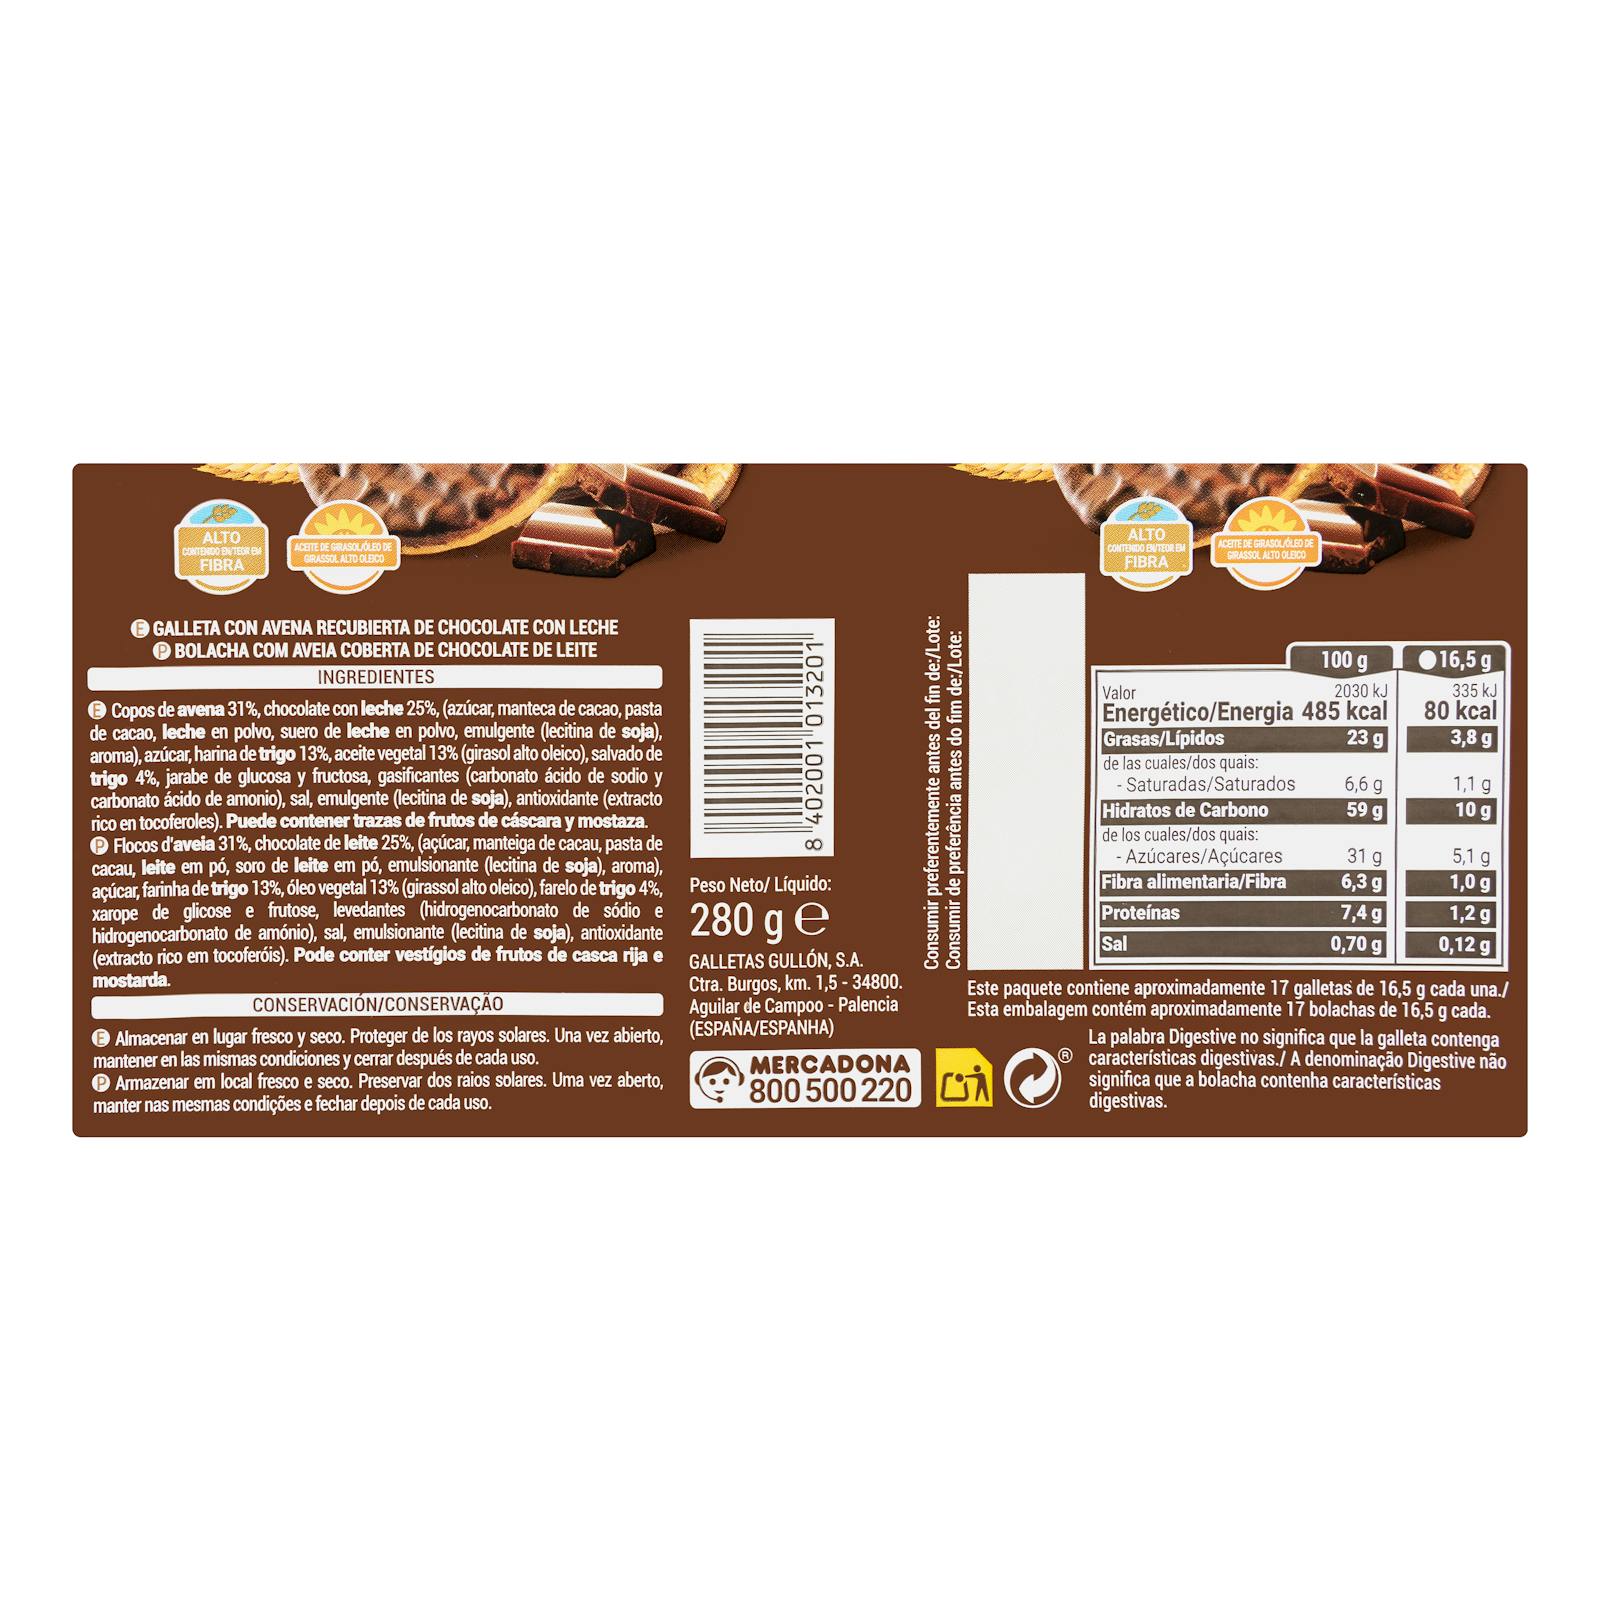 ALTO
CONTENIDO EN/TEOR EM
FIBRA
ACEITE DE GIRASOL/ÓLEO DE
GIRASSOL ALTO OLEICO
E GALLETA CON AVENA RECUBIERTA DE CHOCOLATE CON LECHE
P BOLACHA COM AVEIA COBERTA DE CHOCOLATE DE LEITE
INGREDIENTES
E Copos de avena 31%, chocolate con leche 25%, (azúcar, manteca de cacao, pasta
de cacao, leche en polvo, suero de leche en polvo, emulgente (lecitina de soja),
aroma), azúcar, harina de trigo 13%, aceite vegetal 13% (girasol alto oleico), salvado de
trigo 4%, jarabe de glucosa y fructosa, gasificantes (carbonato ácido de sodio y
carbonato ácido de amonio), sal, emulgente (lecitina de soja), antioxidante (extracto
rico en tocoferoles). Puede contener trazas de frutos de cáscara y mostaza.
P Flocos d'aveia 31%, chocolate de leite 25%, (açúcar, manteiga de cacau, pasta de
cacau, leite em pó, soro de leite em pó, emulsionante (lecitina de soja), aroma),
açúcar, farinha de trigo 13%, óleo vegetal 13% (girassol alto oleico), farelo de trigo 4%,
xarope de glicose e frutose, levedantes (hidrogenocarbonato de sódio e
hidrogenocarbonato de amónio), sal, emulsionante (lecitina de soja), antioxidante
(extracto rico em tocoferóis). Pode conter vestígios de frutos de casca rija e
mostarda.
CONSERVACIÓN/CONSERVAÇÃO
E Almacenar en lugar fresco y seco. Proteger de los rayos solares. Una vez abierto,
mantener en las mismas condiciones y cerrar después de cada uso.
P Armazenar em local fresco e seco. Preservar dos raios solares. Uma vez aberto,
manter nas mesmas condições e fechar depois de cada uso.
8 402001 013201
Peso Neto/ Líquido:
280 g e
GALLETAS GULLÓN, S.A.
Ctra. Burgos, km. 1,5 - 34800.
Aguilar de Campoo - Palencia
(ESPAÑA/ESPANHA)
MERCADONA
800 500 220
Consumir preferentemente antes del fin de:/Lote:
Consumir de preferência antes do fim de:/Lote:
ALTO
CONTENIDO EN/TEOR EM
FIBRA
ACEITE DE GIRASOL/ÓLEO DE
GIRASSOL ALTO OLEICO
100 g 16,5 g
Valor 2030 kJ 335 kJ
Energético/Energia 485 kcal 80 kcal
Grasas/Lípidos 23 g 3,8 g
de las cuales/dos quais:
- Saturadas/Saturados 6,6 g 1,1 g
Hidratos de Carbono 59 g 10 g
de los cuales/dos quais:
- Azúcares/Açúcares 31 g 5,1 g
Fibra alimentaria/Fibra 6,3 g 1,0 g
Proteínas 7,4 g 1,2 g
Sal 0,70 g 0,12 g
Este paquete contiene aproximadamente 17 galletas de 16,5 g cada una./
Esta embalagem contém aproximadamente 17 bolachas de 16,5 g cada.
®
La palabra Digestive no significa que la galleta contenga
características digestivas./ A denominação Digestive não
significa que a bolacha contenha características
digestivas.